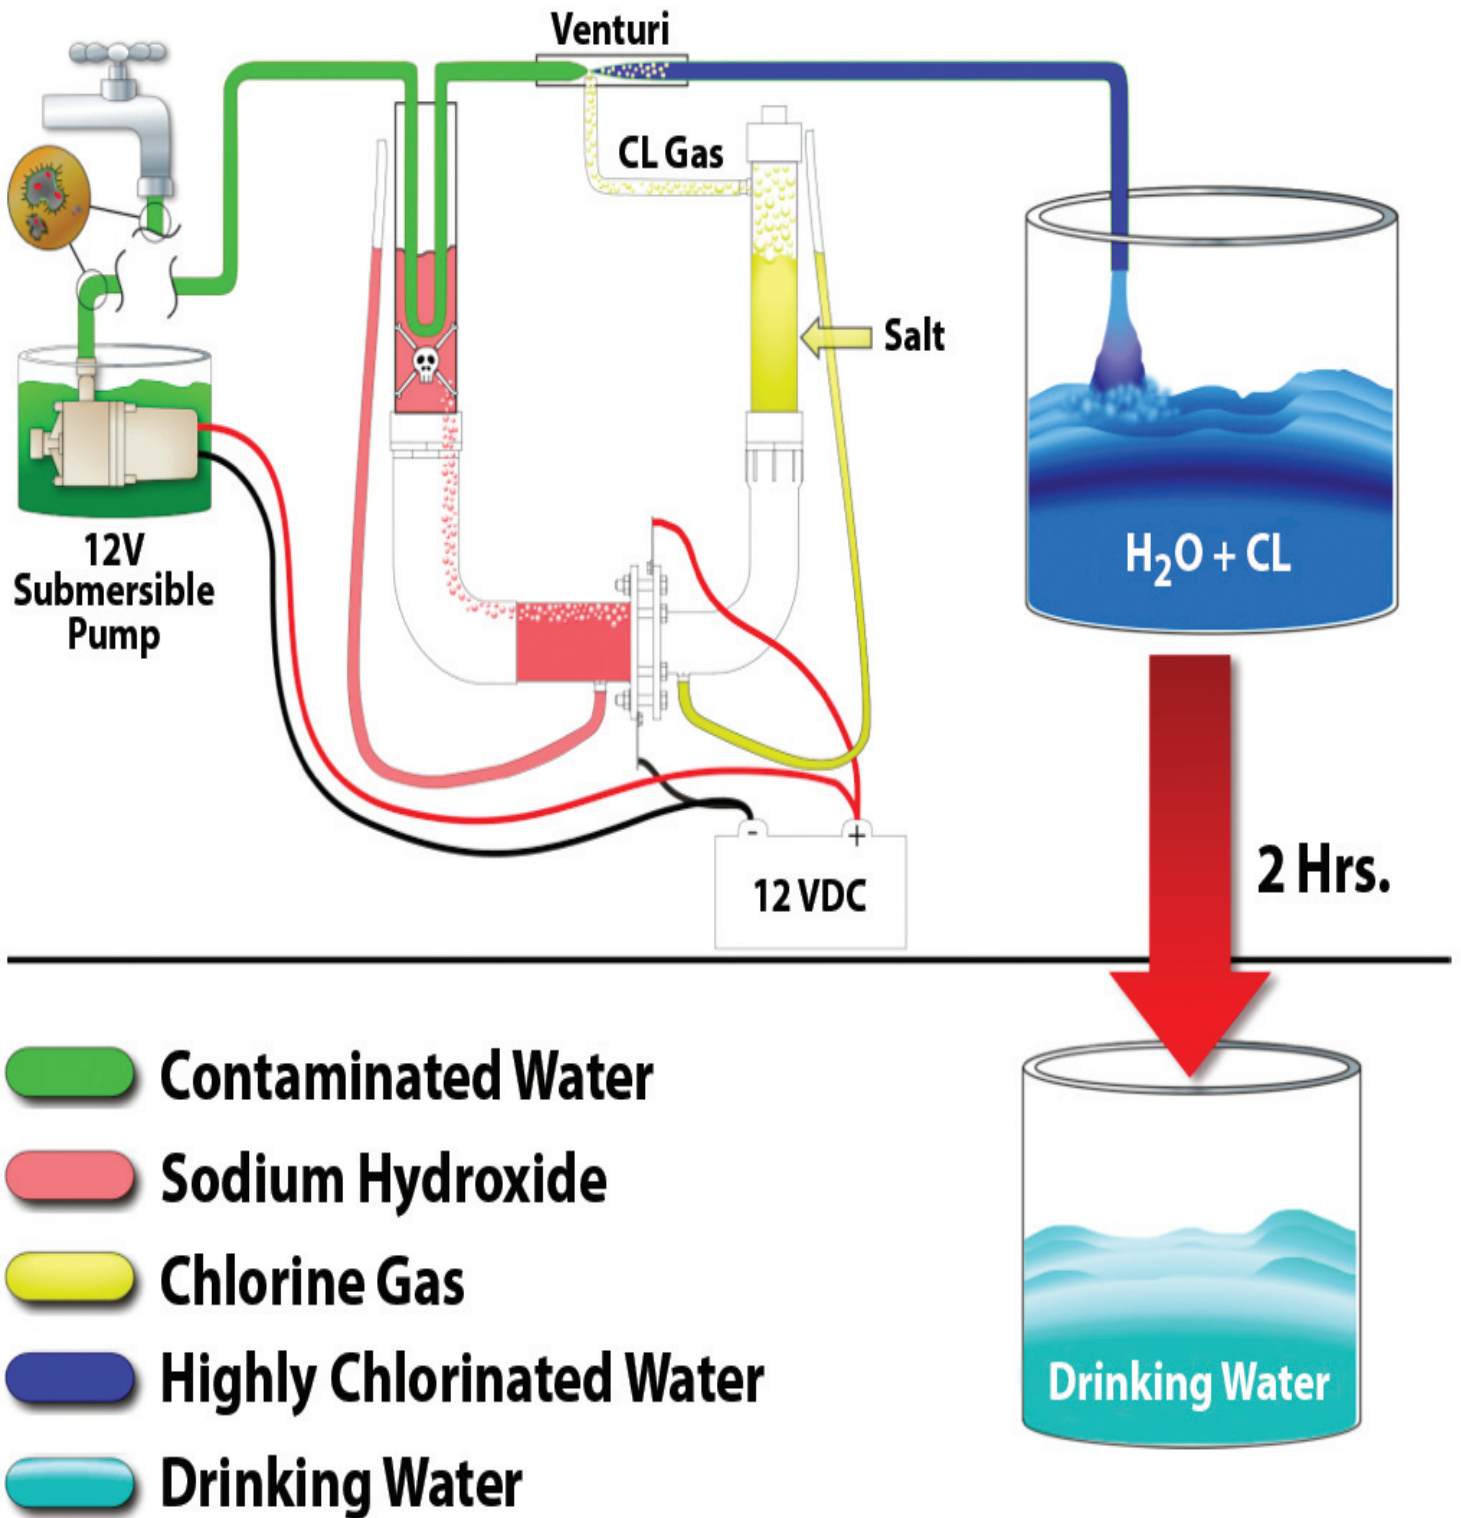 Venturi
CL Gas
Salt
12V
Submersible
Pump
H₂O + CL
- +
12 VDC
2 Hrs.
Contaminated Water
Sodium Hydroxide
Chlorine Gas
Highly Chlorinated Water
Drinking Water
Drinking Water